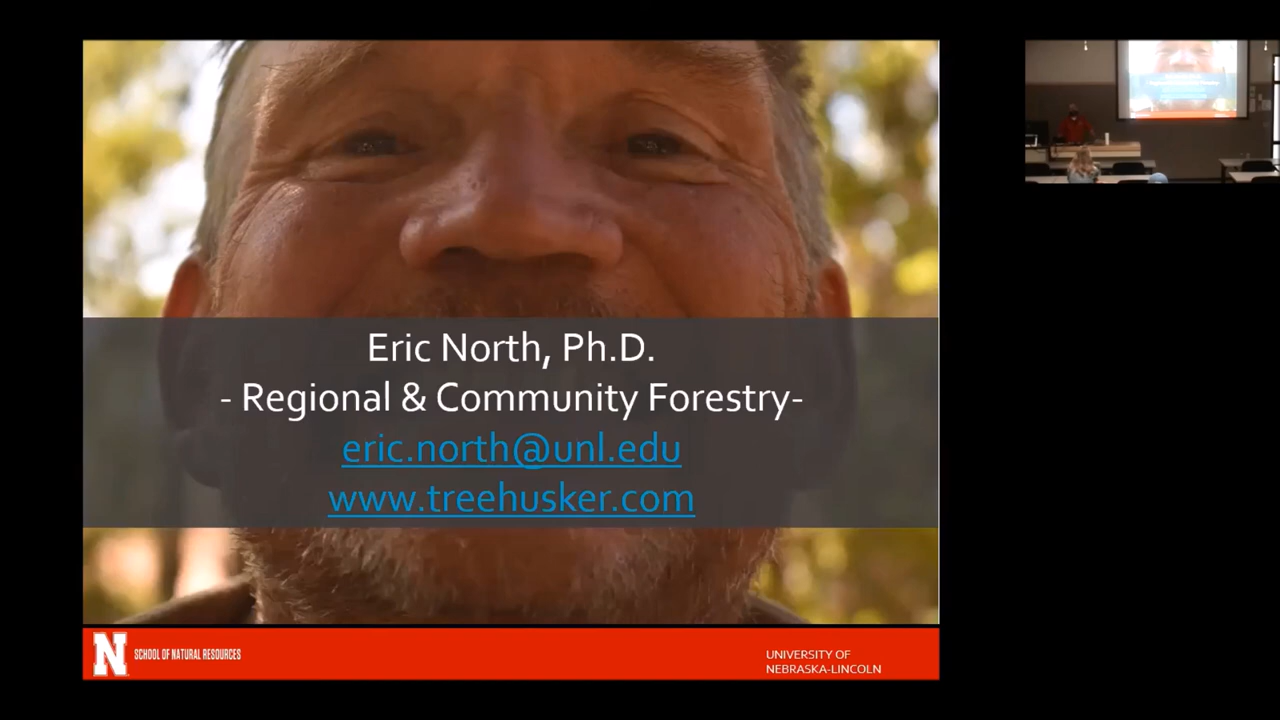 Eric North, Ph.D.
- Regional & Community Forestry-
eric.north@unl.edu
www.treehusker.com
N SCHOOL OF NATURAL RESOURCES
UNIVERSITY OF
NEBRASKA-LINCOLN